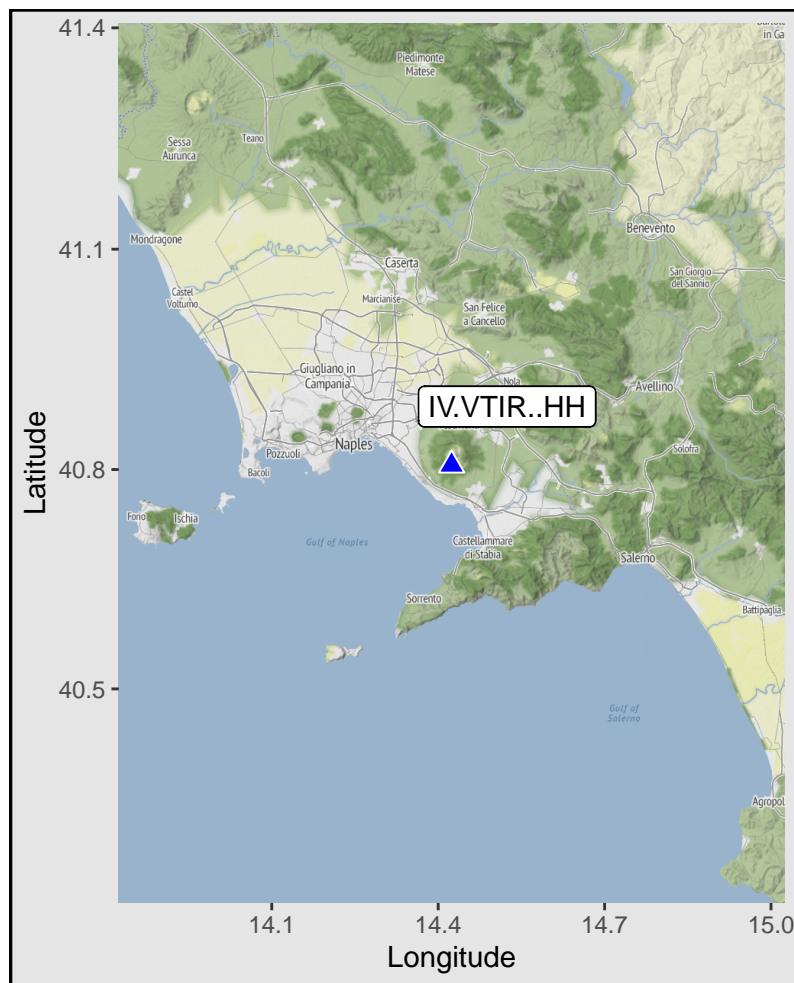 41.4
41.1
40.8
40.5
Latitude
Piedimonte
Matese
in Ga
Teano
Sessa
Aurunca
Mondragone
Benevento
Caserta
San Giorgio
del Sannio
Castel
Volturno
Marcianise
San Felice
a Cancello
Giugliano in
Campania
Nola
Avellino
IV.VTIR..HH
Naples
Pozzuoli
Solofra
Bacoli
Forio
Ischia
Gulf of Naples
Castellammare
di Stabia
Salerno
Sorrento
Battipaglia
Gulf of
Salerno
Agropol
14.1
14.4
14.7
15.0
Longitude